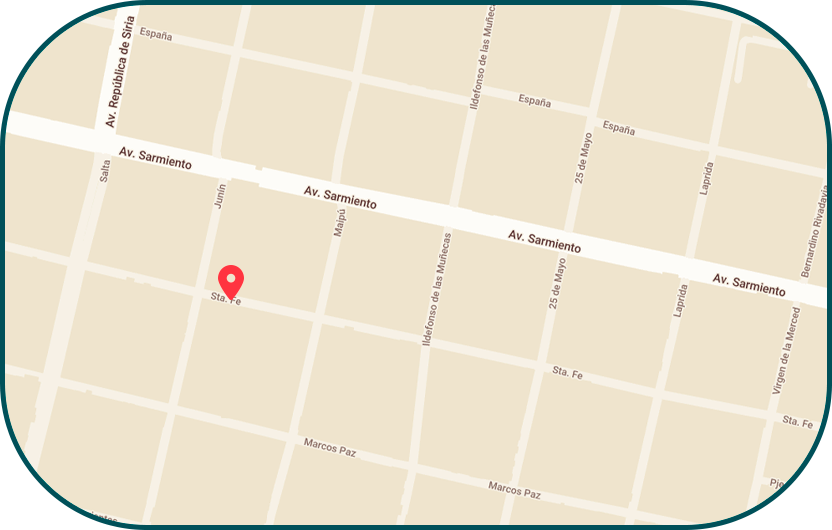 Av. República de Siria
España
Ildefonso de las Muñecas
España
España
25 de Mayo
Laprida
Bernardino Rivadavia
Av. Sarmiento
Salta
Junín
Av. Sarmiento
Maipú
Av. Sarmiento
Ildefonso de las Muñecas
25 de Mayo
Laprida
Av. Sarmiento
Virgen de la Merced
Sta. Fe
Sta. Fe
Sta. Fe
Marcos Paz
Marcos Paz
Pje